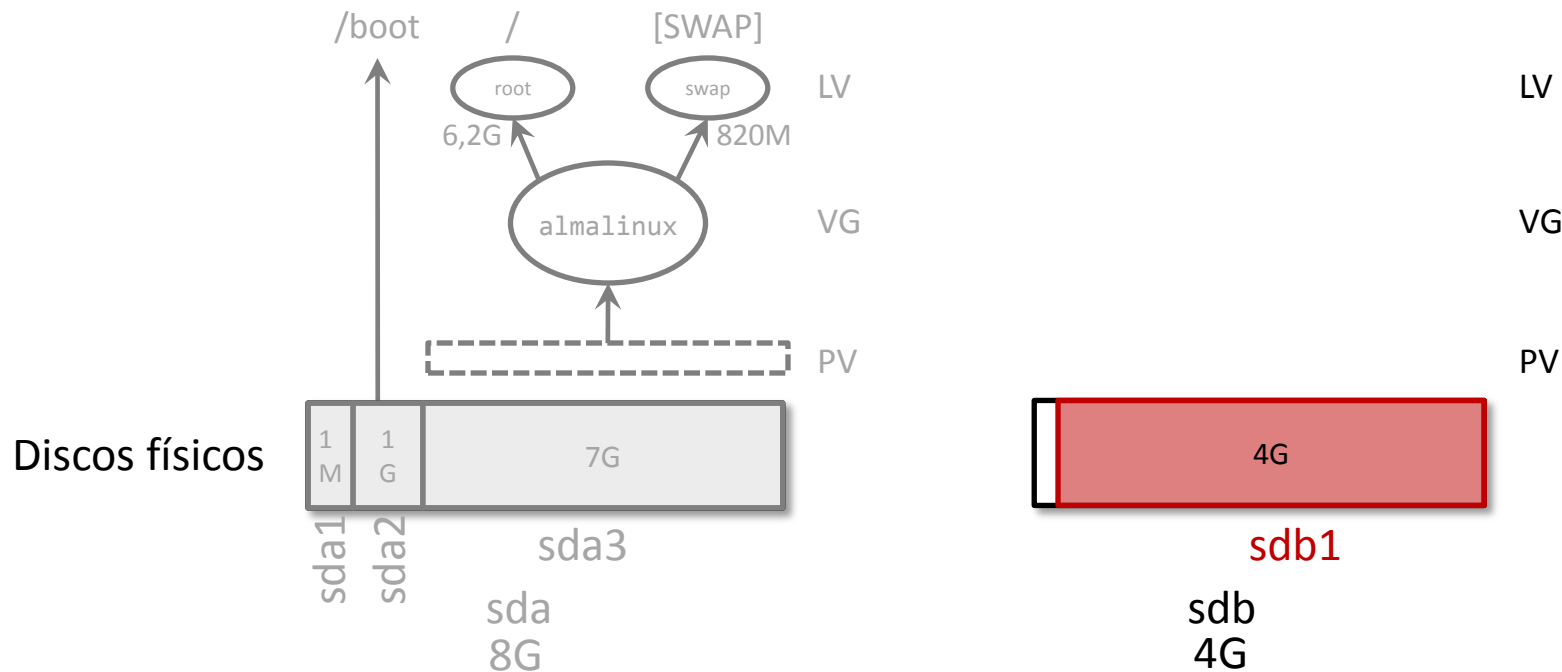 /boot / [SWAP]
root swap LV LV
6,2G 820M
almalinux VG VG
PV PV
Discos físicos
1
M
1
G
7G
4G
sda1
sda2
sda3
sdb1
sda
8G
sdb
4G